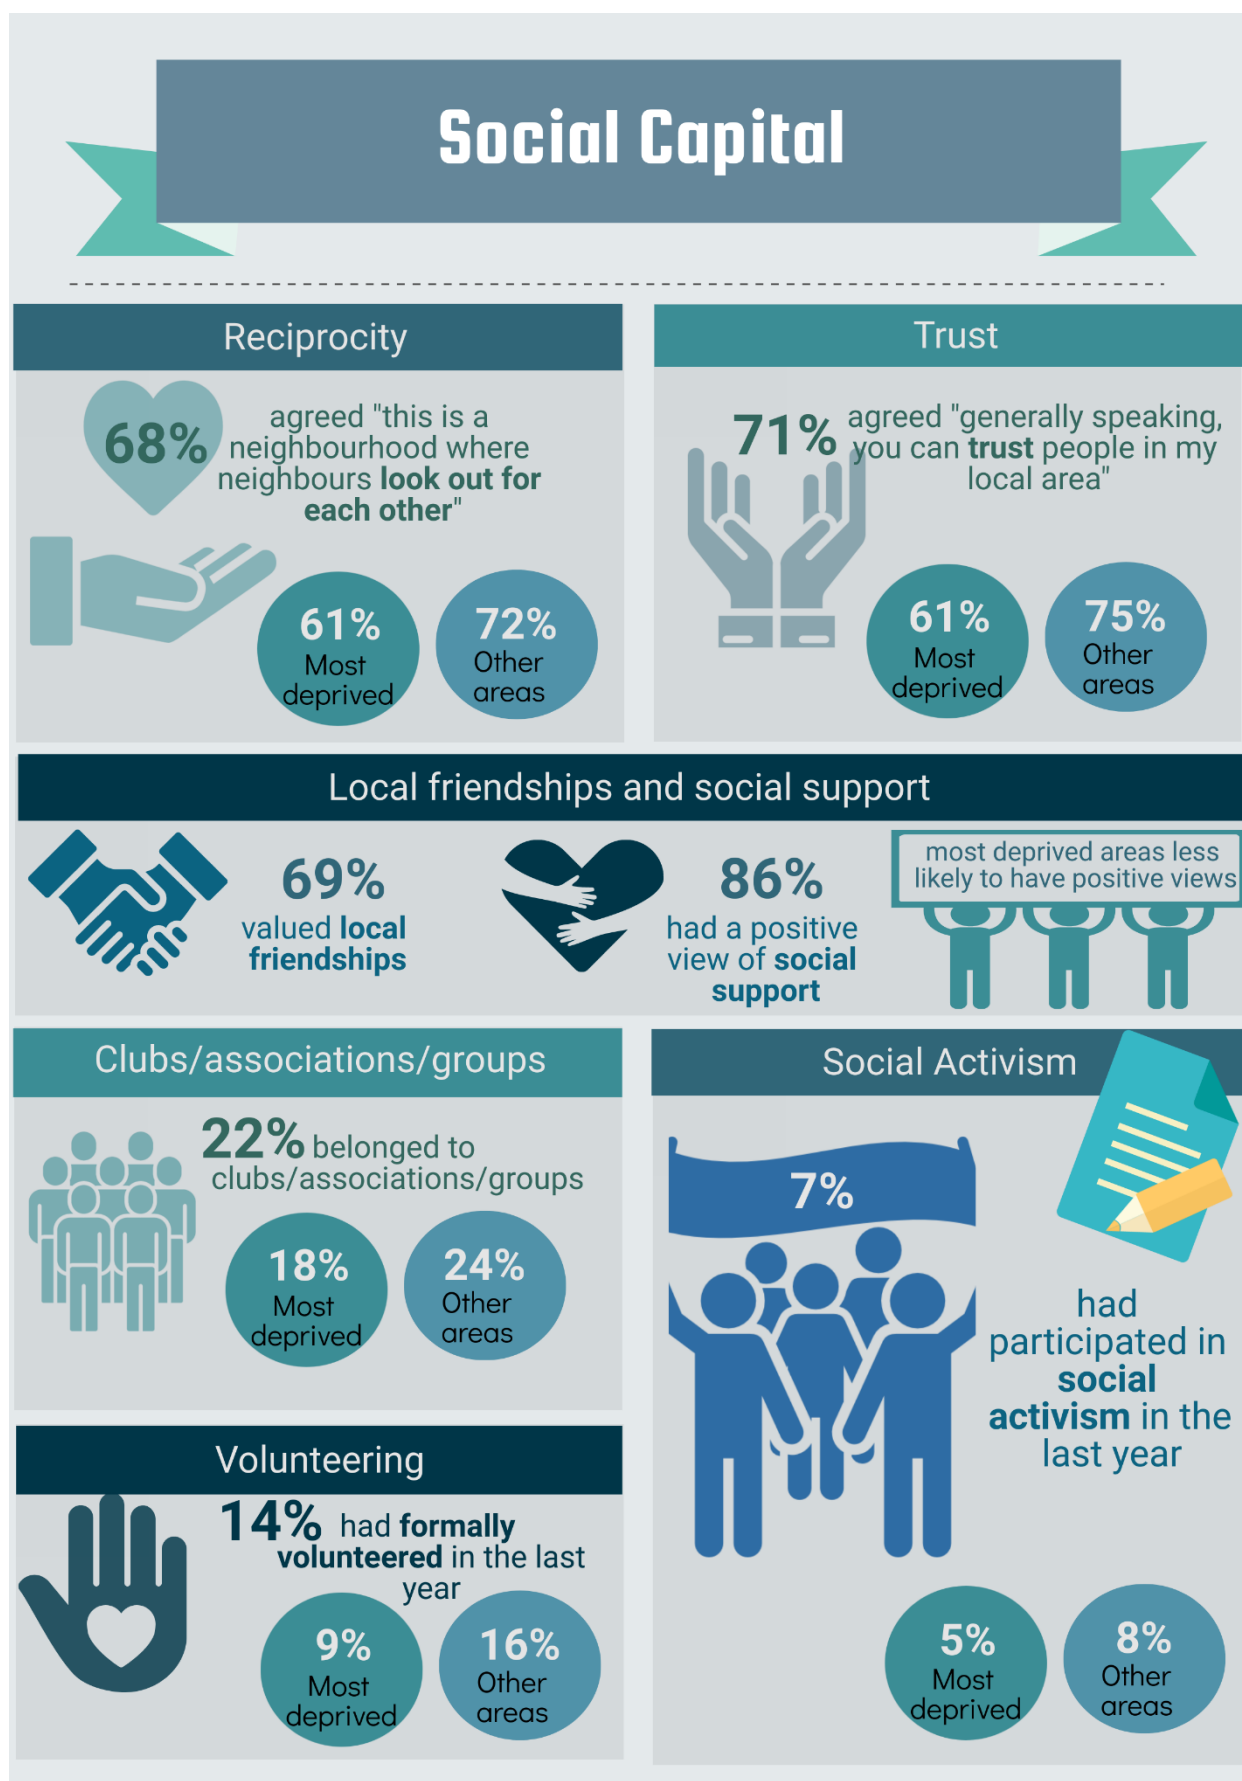 Social Capital
Reciprocity
68%
agreed "this is a
neighbourhood where
neighbours look out for
each other"
61%
Most
deprived
72%
Other
areas
Trust
71%
agreed "generally speaking,
you can trust people in my
local area"
61%
Most
deprived
75%
Other
areas
Local friendships and social support
69%
valued local
friendships
86%
had a positive
view of social
support
most deprived areas less
likely to have positive views
Clubs/associations/groups
22% belonged to
clubs/associations/groups
18%
Most
deprived
24%
Other
areas
Social Activism
7%
had
participated in
social
activism in the
last year
5%
Most
deprived
8%
Other
areas
Volunteering
14% had formally
volunteered in the last
year
9%
Most
deprived
16%
Other
areas